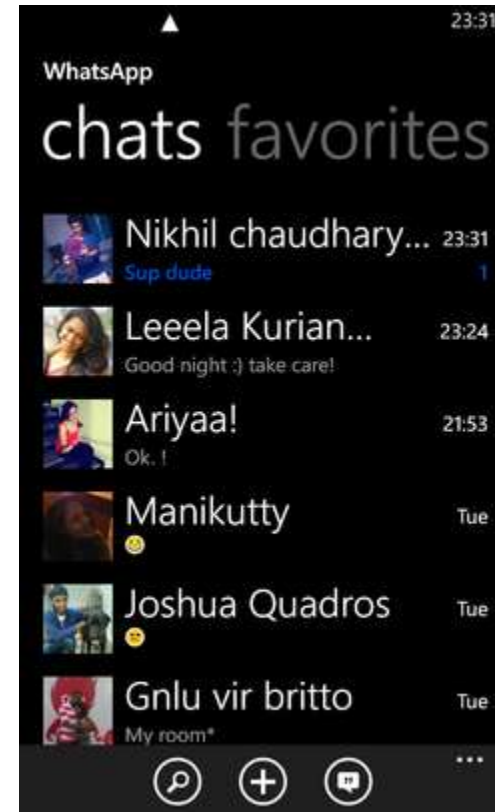 23:31
WhatsApp
chats favorites
Nikhil chaudhary... 23:31
Sup dude 1
Leeela Kurian... 23:24
Good night :) take care!
Ariyaa! 21:53
Ok. !
Manikutty Tue
Joshua Quadros Tue
Gnlu vir britto Tue
My room*